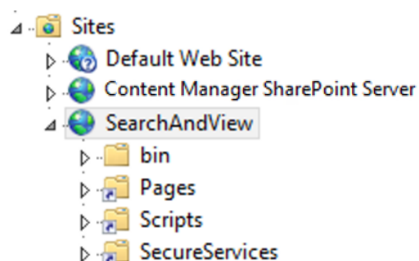 Sites
Default Web Site
Content Manager SharePoint Server
SearchAndView
bin
Pages
Scripts
SecureServices